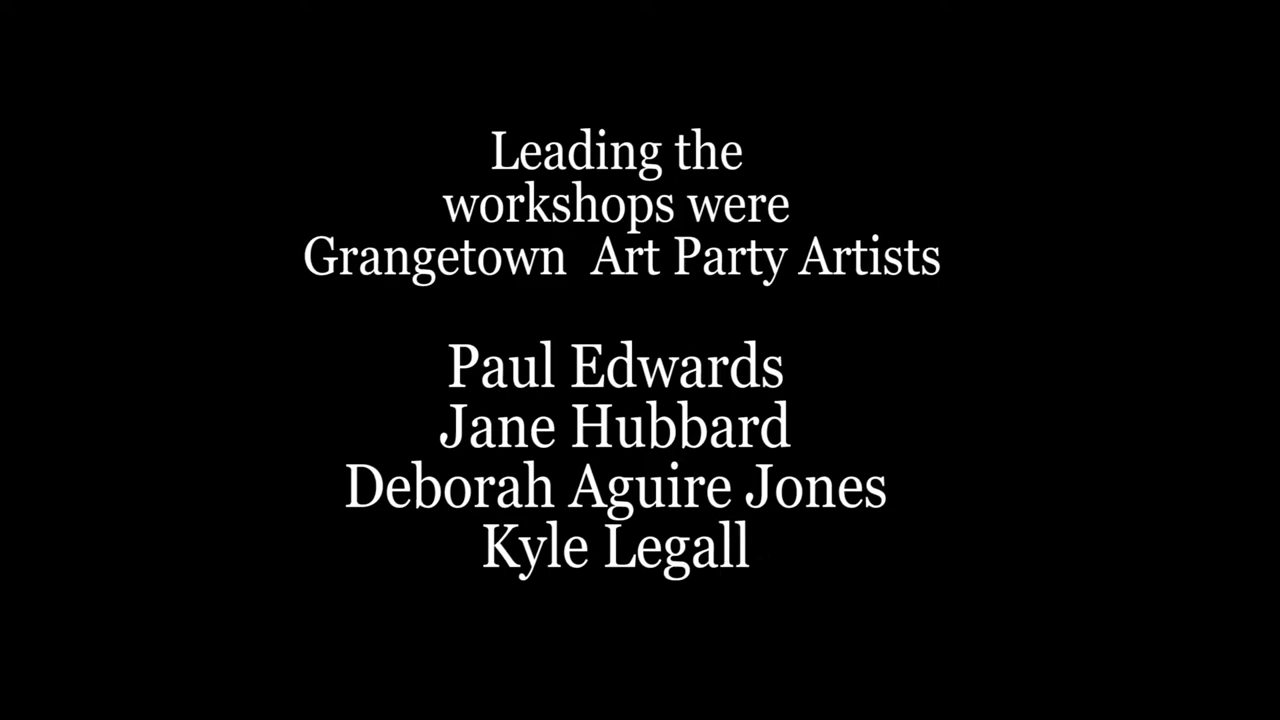 Leading the
workshops were
Grangetown  Art Party Artists
Paul Edwards
Jane Hubbard
Deborah Aguire Jones
Kyle Legall